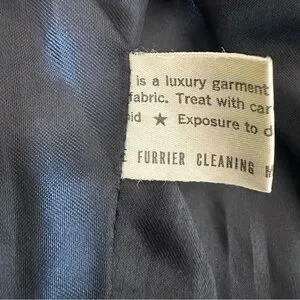 is a luxury garment
fabric. Treat with car
oid ★ Exposure to d
FURRIER CLEANING